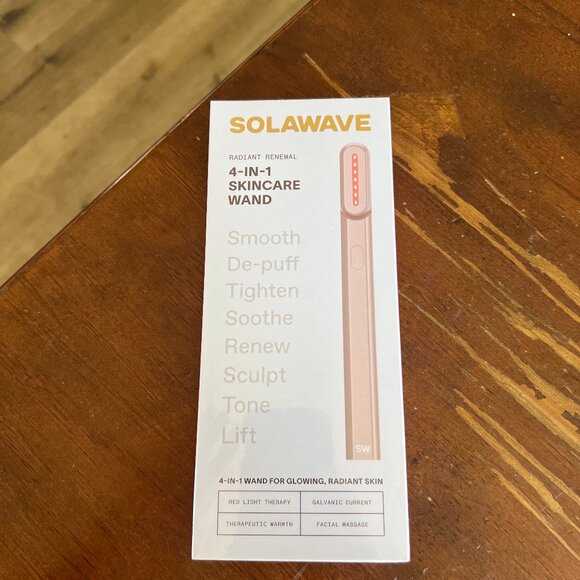 SOLAWAVE
RADIANT RENEWAL
4-IN-1
SKINCARE
WAND
Smooth
De-puff
Tighten
Soothe
Renew
Sculpt
Tone
Lift
SW
4-IN-1 WAND FOR GLOWING, RADIANT SKIN
RED LIGHT THERAPY
GALVANIC CURRENT
THERAPEUTIC WARMTH
FACIAL MASSAGE